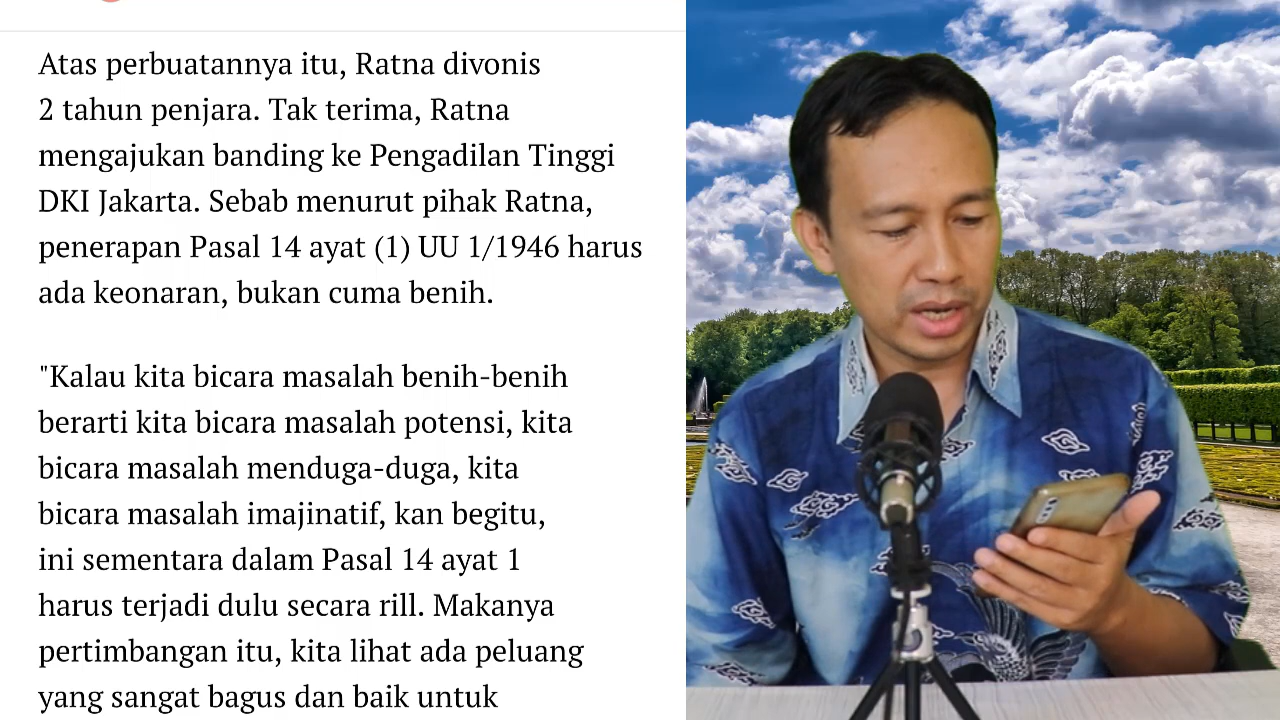 Atas perbuatannya itu, Ratna divonis
2 tahun penjara. Tak terima, Ratna
mengajukan banding ke Pengadilan Tinggi
DKI Jakarta. Sebab menurut pihak Ratna,
penerapan Pasal 14 ayat (1) UU 1/1946 harus
ada keonaran, bukan cuma benih.
"Kalau kita bicara masalah benih-benih
berarti kita bicara masalah potensi, kita
bicara masalah menduga-duga, kita
bicara masalah imajinatif, kan begitu,
ini sementara dalam Pasal 14 ayat 1
harus terjadi dulu secara rill. Makanya
pertimbangan itu, kita lihat ada peluang
yang sangat bagus dan baik untuk